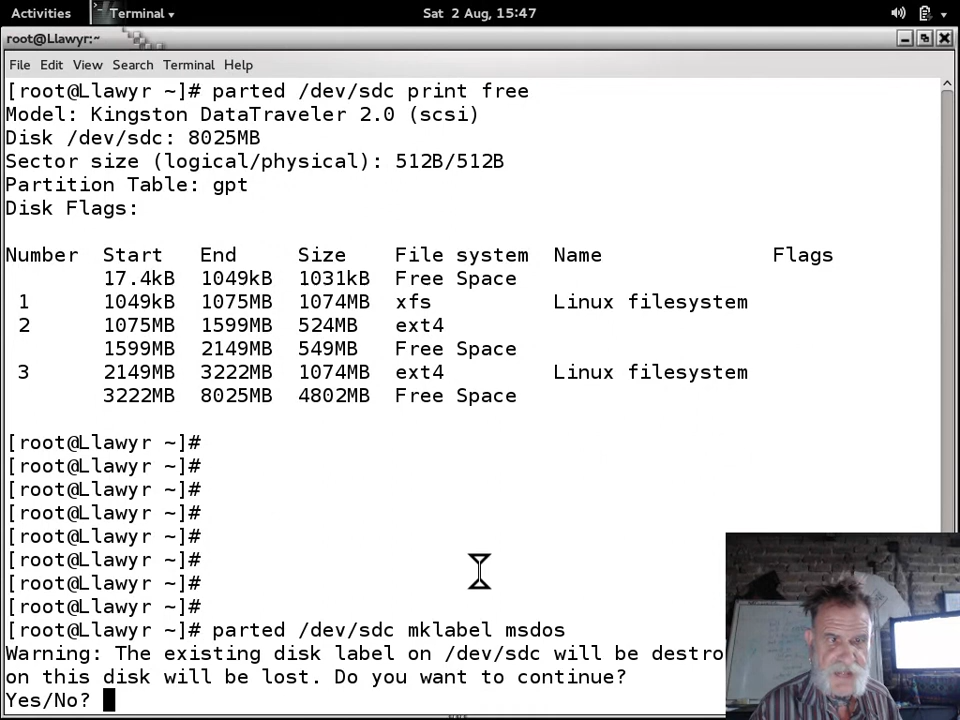 Activities Terminal Sat 2 Aug, 15:47
root@Llawyr:~
File Edit View Search Terminal Help
[root@Llawyr ~]# parted /dev/sdc print free
Model: Kingston DataTraveler 2.0 (scsi)
Disk /dev/sdc: 8025MB
Sector size (logical/physical): 512B/512B
Partition Table: gpt
Disk Flags:
Number Start End Size File system Name Flags
17.4kB 1049kB 1031kB Free Space
1 1049kB 1075MB 1074MB xfs Linux filesystem
2 1075MB 1599MB 524MB ext4
1599MB 2149MB 549MB Free Space
3 2149MB 3222MB 1074MB ext4 Linux filesystem
3222MB 8025MB 4802MB Free Space
[root@Llawyr ~]#
[root@Llawyr ~]#
[root@Llawyr ~]#
[root@Llawyr ~]#
[root@Llawyr ~]#
[root@Llawyr ~]#
[root@Llawyr ~]#
[root@Llawyr ~]#
[root@Llawyr ~]# parted /dev/sdc mklabel msdos
Warning: The existing disk label on /dev/sdc will be destro
on this disk will be lost. Do you want to continue?
Yes/No?